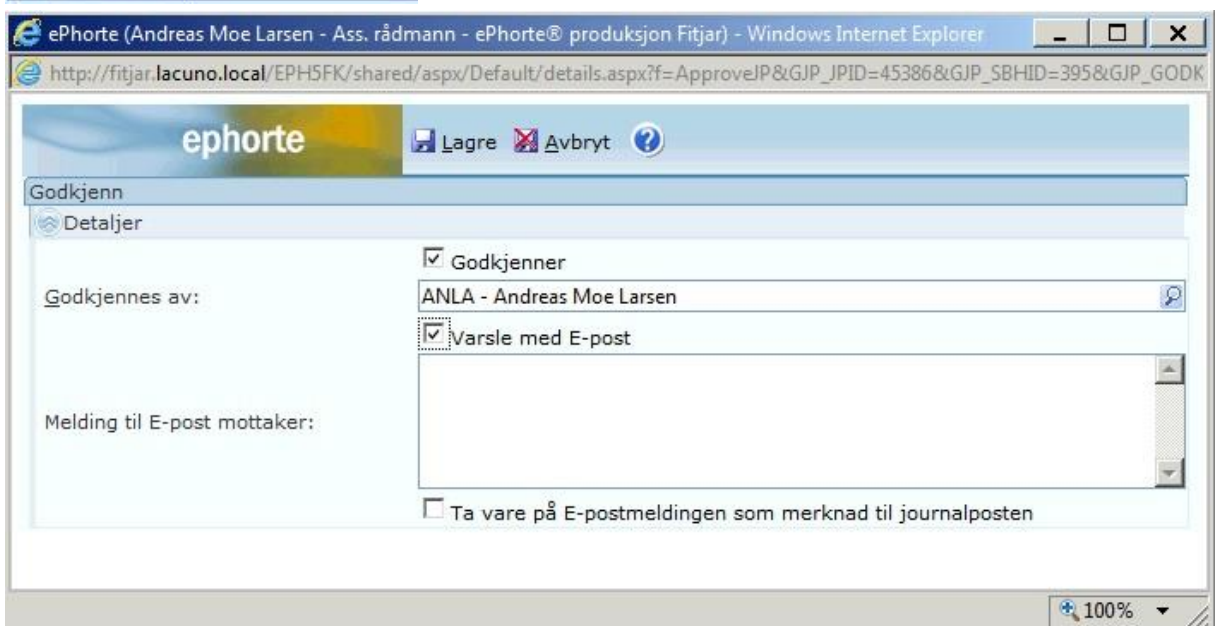 ePhorte (Andreas Moe Larsen - Ass. rådmann - ePhorte® produksjon Fitjar) - Windows Internet Explorer
http://fitjar.lacuno.local/EPH5FK/shared/aspx/Default/details.aspx?f=ApproveJP&GJP_JPID=45386&GJP_SBHID=395&GJP_GODK
ephorte Lagre Avbryt ?
Godkjenn
Detaljer
Godkjenner
Godkjennes av: ANLA - Andreas Moe Larsen
Varsle med E-post
Melding til E-post mottaker:
Ta vare på E-postmeldingen som merknad til journalposten
100%